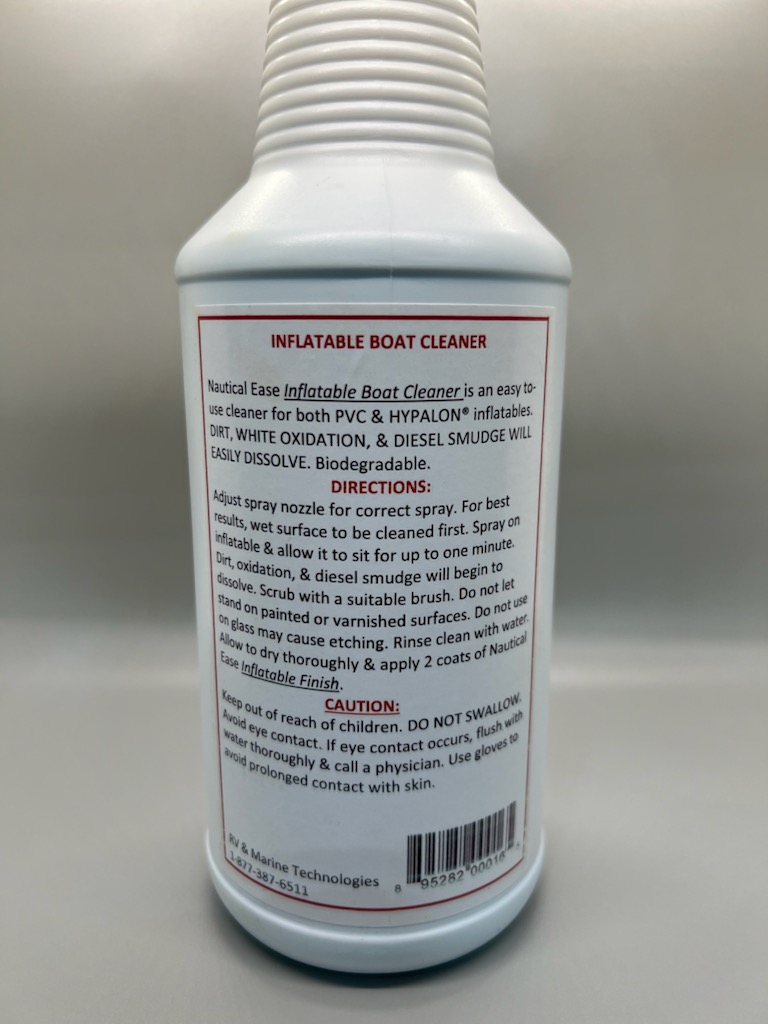 INFLATABLE BOAT CLEANER
Nautical Ease Inflatable Boat Cleaner is an easy to-
use cleaner for both PVC & HYPALON® inflatables.
DIRT, WHITE OXIDATION, & DIESEL SMUDGE WILL
EASILY DISSOLVE. Biodegradable.
DIRECTIONS:
Adjust spray nozzle for correct spray. For best
results, wet surface to be cleaned first. Spray on
inflatable & allow it to sit for up to one minute.
Dirt, oxidation, & diesel smudge will begin to
dissolve. Scrub with a suitable brush. Do not let
stand on painted or varnished surfaces. Do not use
on glass may cause etching. Rinse clean with water.
Allow to dry thoroughly & apply 2 coats of Nautical
Ease Inflatable Finish.
CAUTION:
Keep out of reach of children. DO NOT SWALLOW.
Avoid eye contact. If eye contact occurs, flush with
water thoroughly & call a physician. Use gloves to
avoid prolonged contact with skin.
RV & Marine Technologies
1-877-387-6511
8 95282 00016